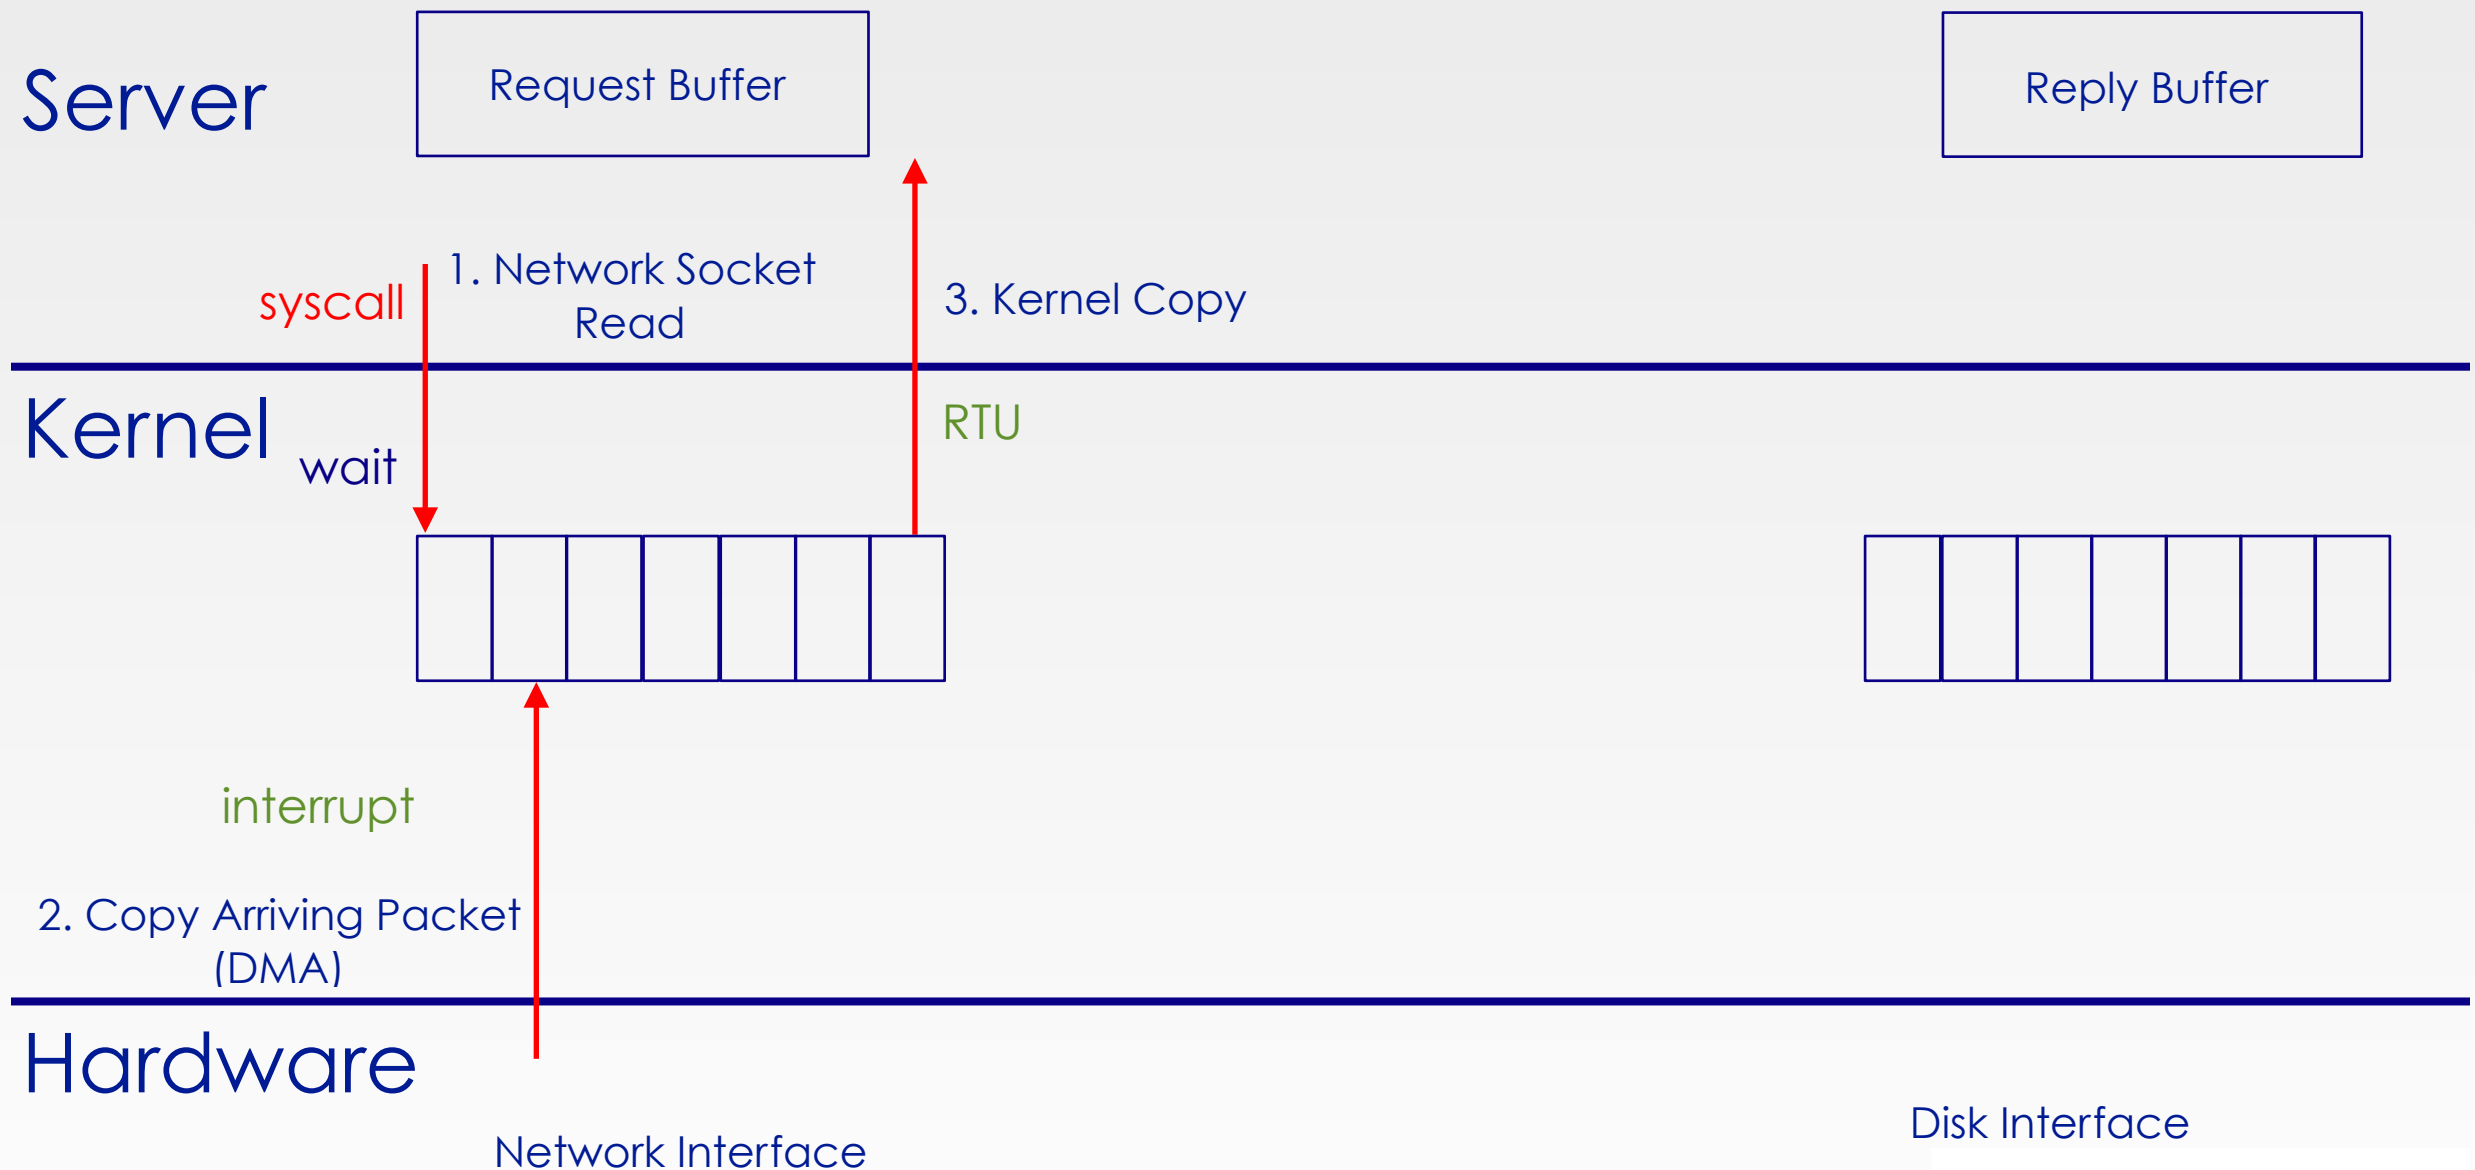 Server
Request Buffer
Reply Buffer
syscall
1. Network Socket
Read
3. Kernel Copy
Kernel
wait
RTU
interrupt
2. Copy Arriving Packet
(DMA)
Hardware
Network Interface
Disk Interface